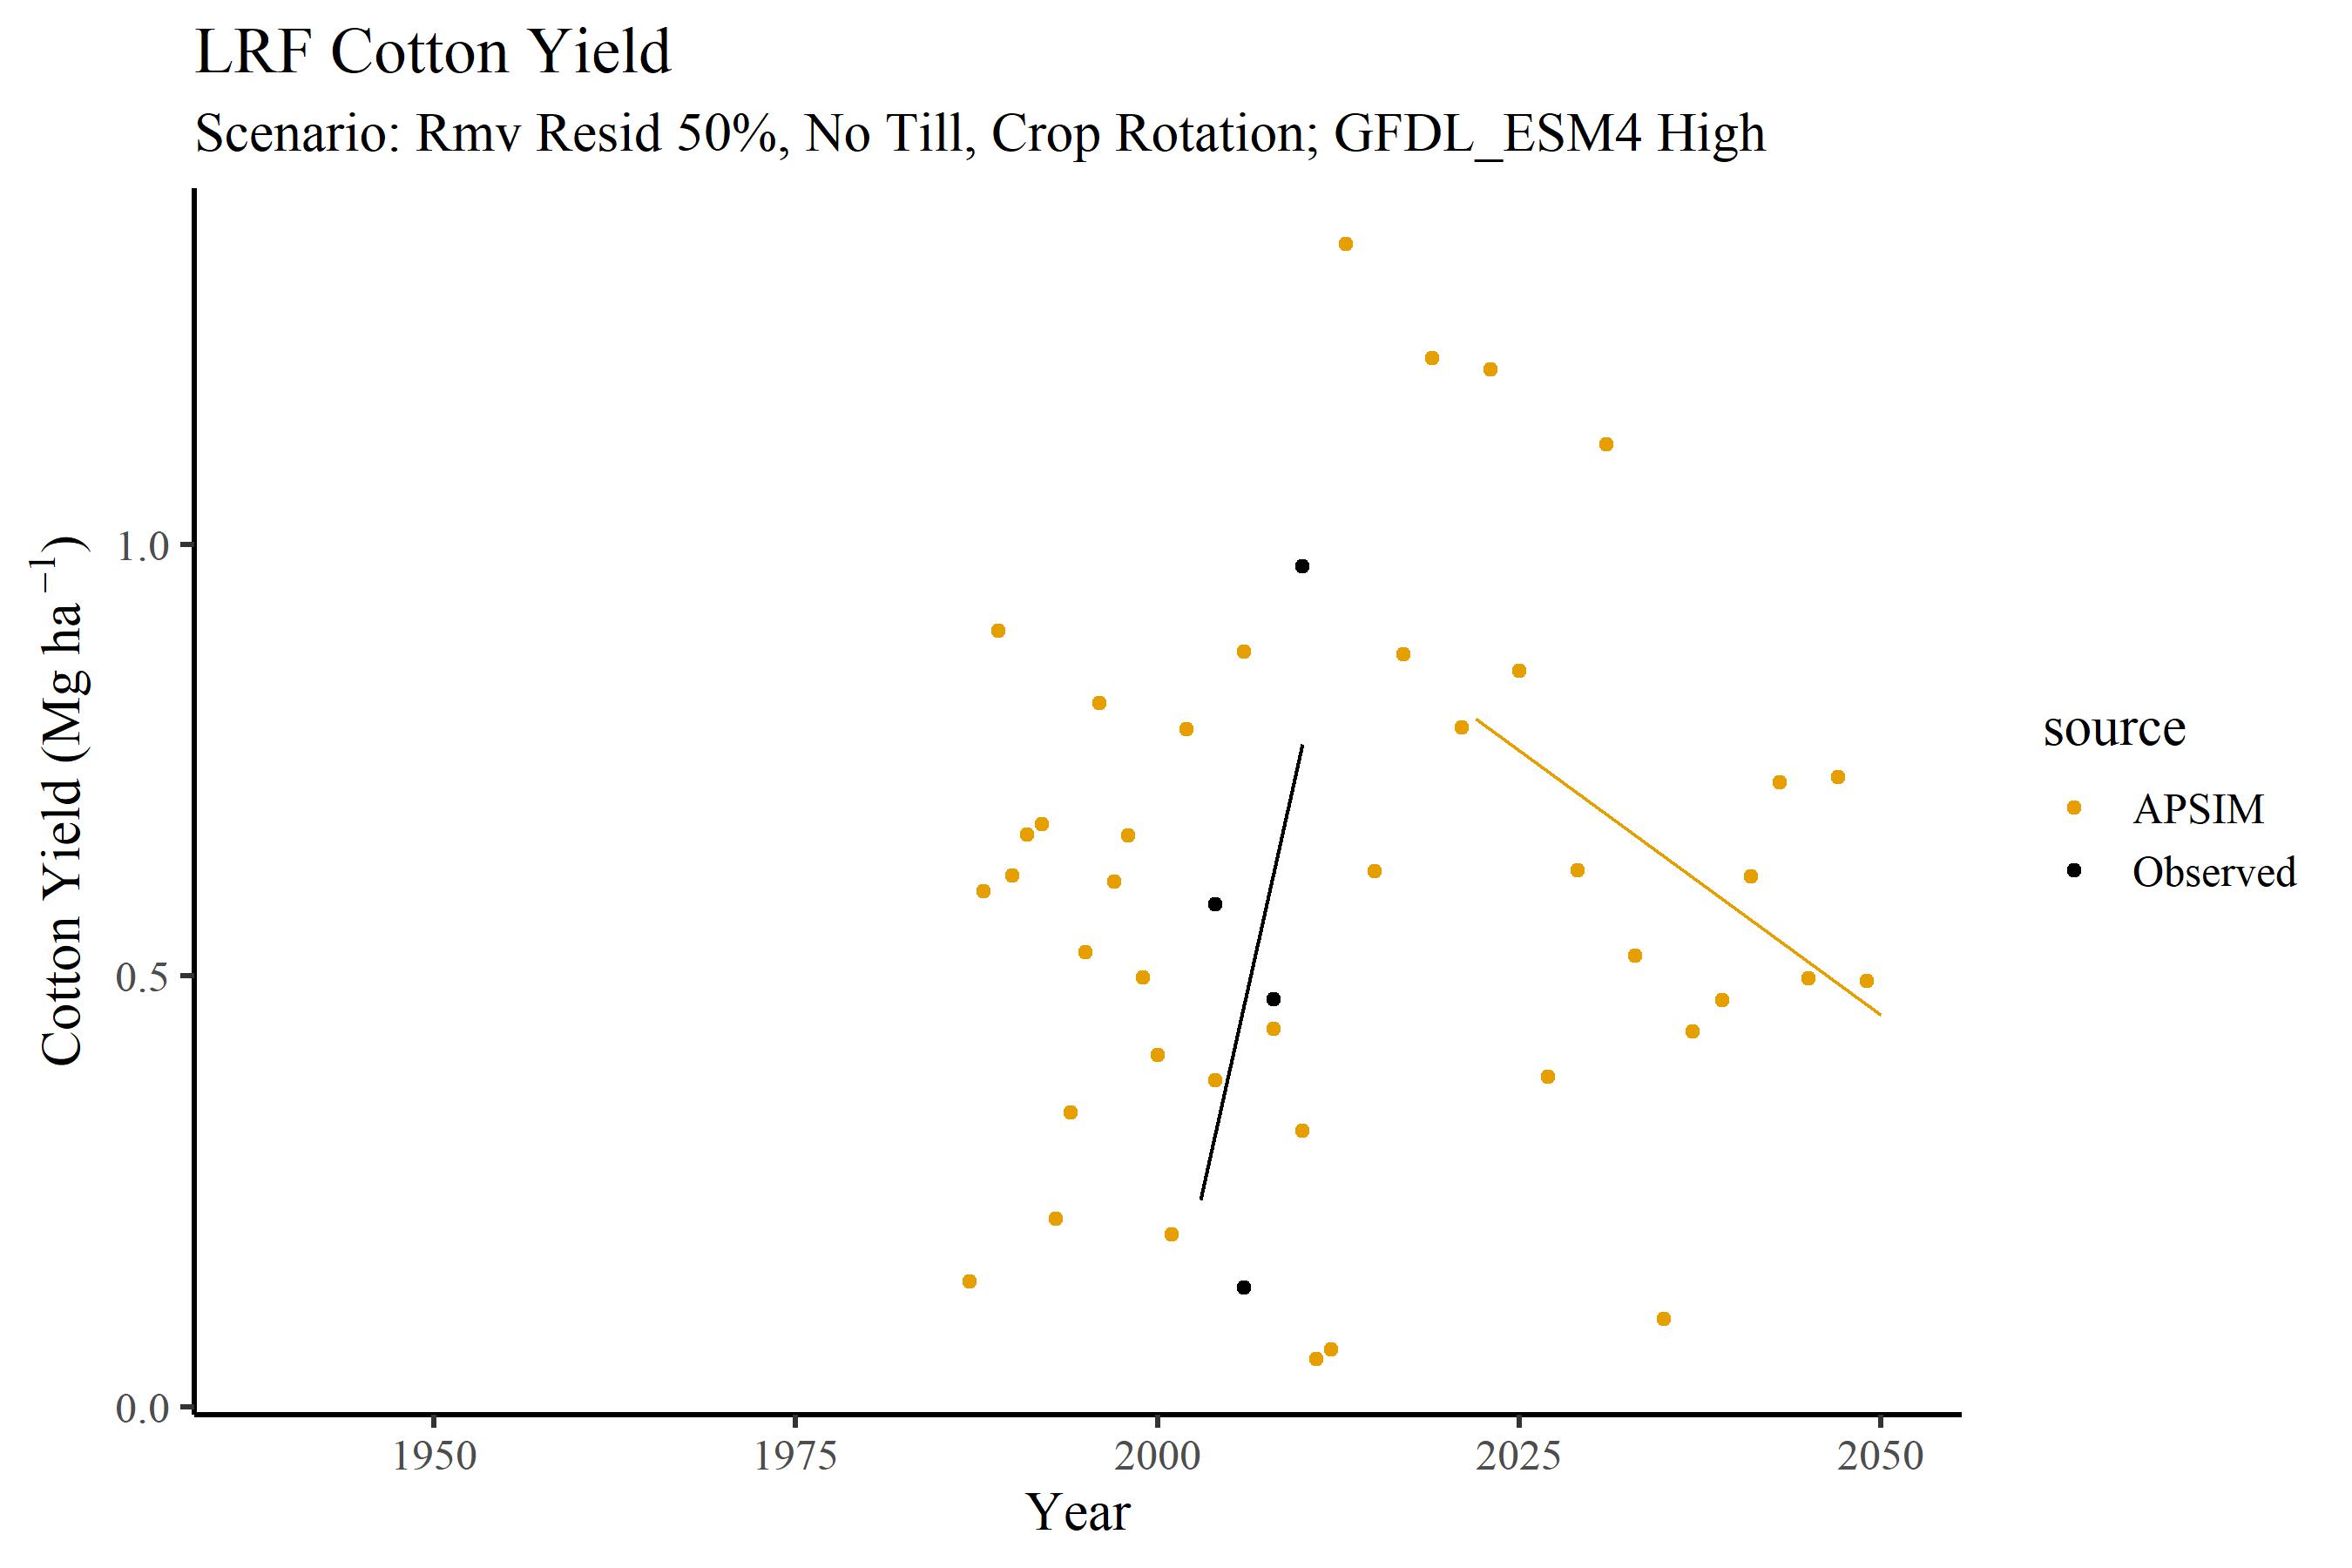 LRF Cotton Yield
Scenario: Rmv Resid 50%, No Till, Crop Rotation; GFDL_ESM4 High
Cotton Yield (Mg ha⁻¹)
1.0
0.5
0.0
1950 1975 2000 2025 2050
Year
source
APSIM
Observed